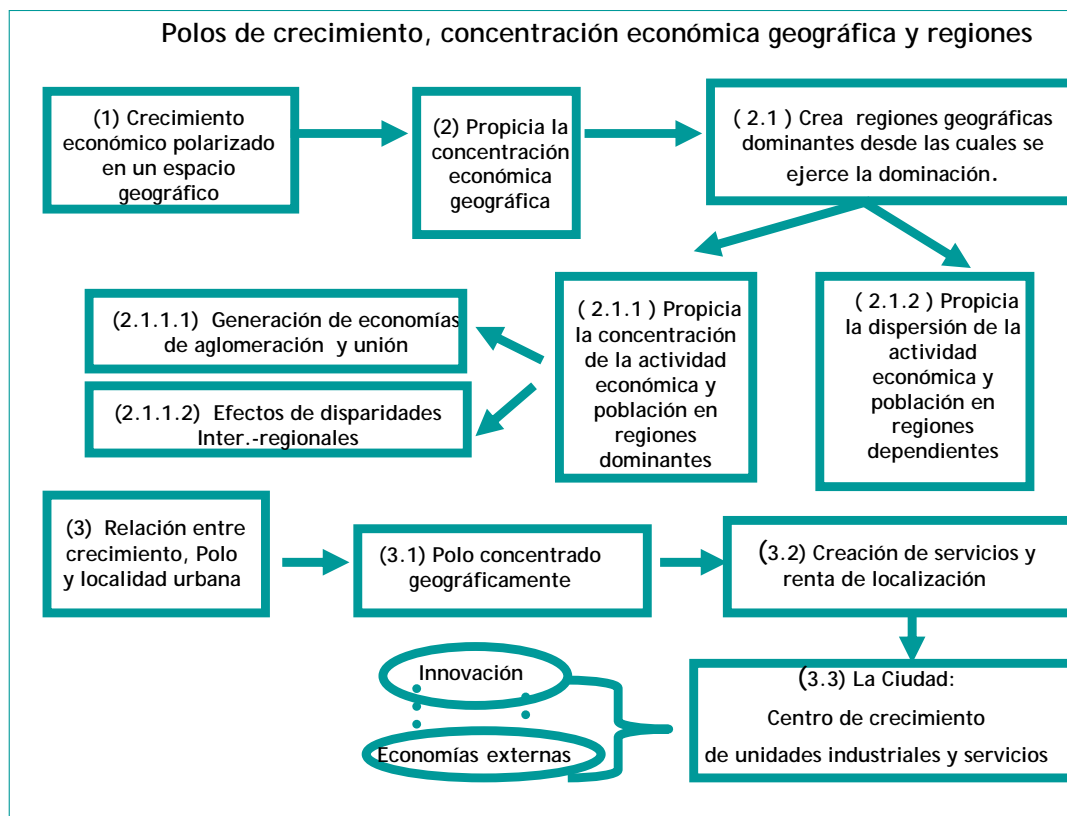 Polos de crecimiento, concentración económica geográfica y regiones
(1) Crecimiento
económico polarizado
en un espacio
geográfico
(2) Propicia la
concentración
económica
geográfica
( 2.1 ) Crea regiones geográficas
dominantes desde las cuales se
ejerce la dominación.
(2.1.1.1) Generación de economías
de aglomeración y unión
(2.1.1.2) Efectos de disparidades
Inter.-regionales
( 2.1.1 ) Propicia
la concentración
de la actividad
económica y
población en
regiones
dominantes
( 2.1.2 ) Propicia
la dispersión de la
actividad
económica y
población en
regiones
dependientes
(3) Relación entre
crecimiento, Polo
y localidad urbana
(3.1) Polo concentrado
geográficamente
(3.2) Creación de servicios y
renta de localización
Innovación
Economías externas
(3.3) La Ciudad:
Centro de crecimiento
de unidades industriales y servicios